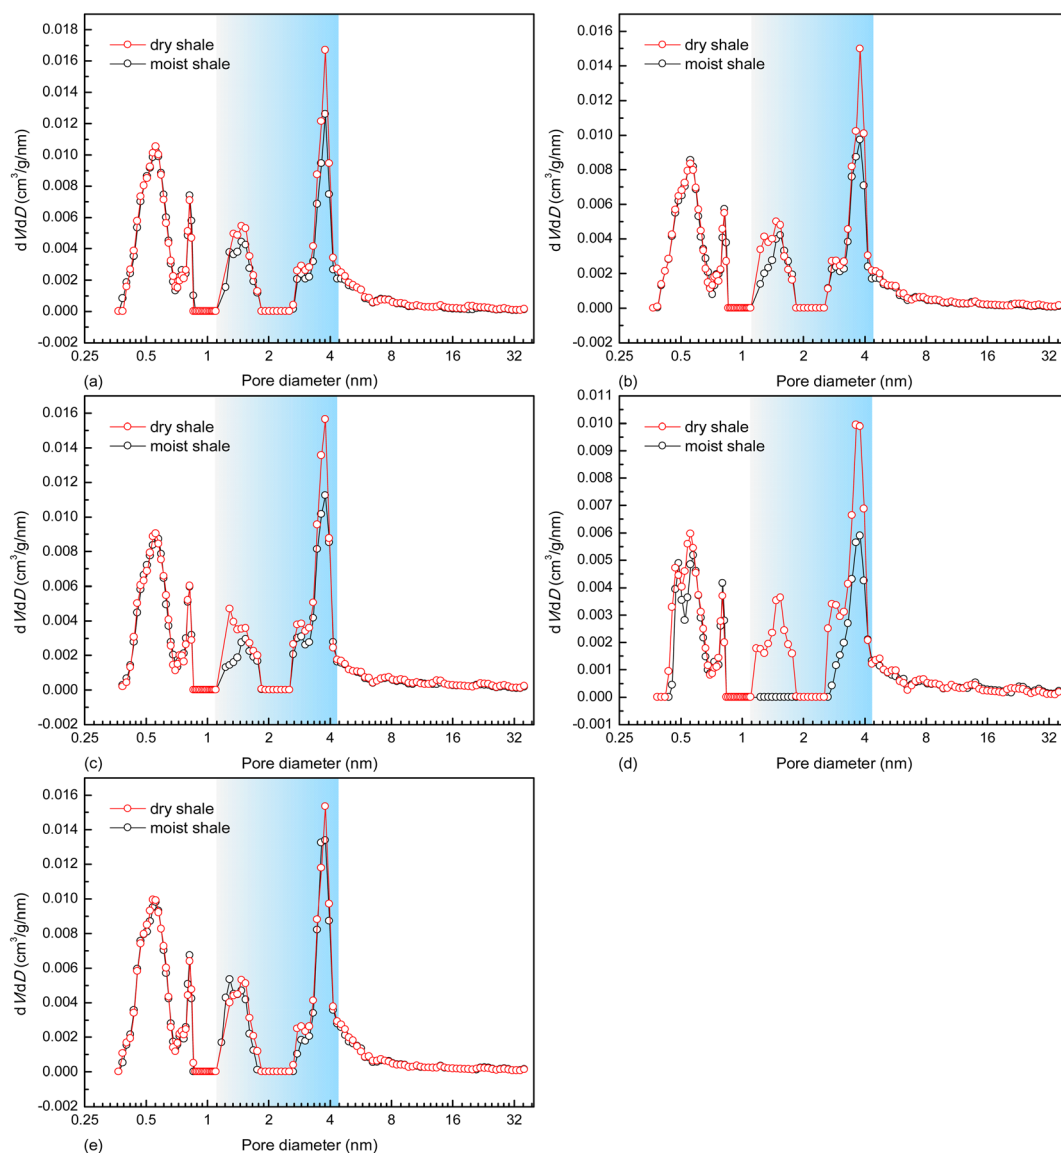 0.018
0.016
0.014
0.012
0.010
0.008
0.006
0.004
0.002
0.000
-0.002
dV/dD (cm³/g/nm)
dry shale
moist shale
0.25 0.5 1 2 4 8 16 32
(a) Pore diameter (nm)
0.016
0.014
0.012
0.010
0.008
0.006
0.004
0.002
0.000
-0.002
dV/dD (cm³/g/nm)
dry shale
moist shale
0.25 0.5 1 2 4 8 16 32
(b) Pore diameter (nm)
0.016
0.014
0.012
0.010
0.008
0.006
0.004
0.002
0.000
-0.002
dV/dD (cm³/g/nm)
dry shale
moist shale
0.25 0.5 1 2 4 8 16 32
(c) Pore diameter (nm)
0.011
0.010
0.009
0.008
0.007
0.006
0.005
0.004
0.003
0.002
0.001
0.000
-0.001
dV/dD (cm³/g/nm)
dry shale
moist shale
0.25 0.5 1 2 4 8 16 32
(d) Pore diameter (nm)
0.016
0.014
0.012
0.010
0.008
0.006
0.004
0.002
0.000
-0.002
dV/dD (cm³/g/nm)
dry shale
moist shale
0.25 0.5 1 2 4 8 16 32
(e) Pore diameter (nm)